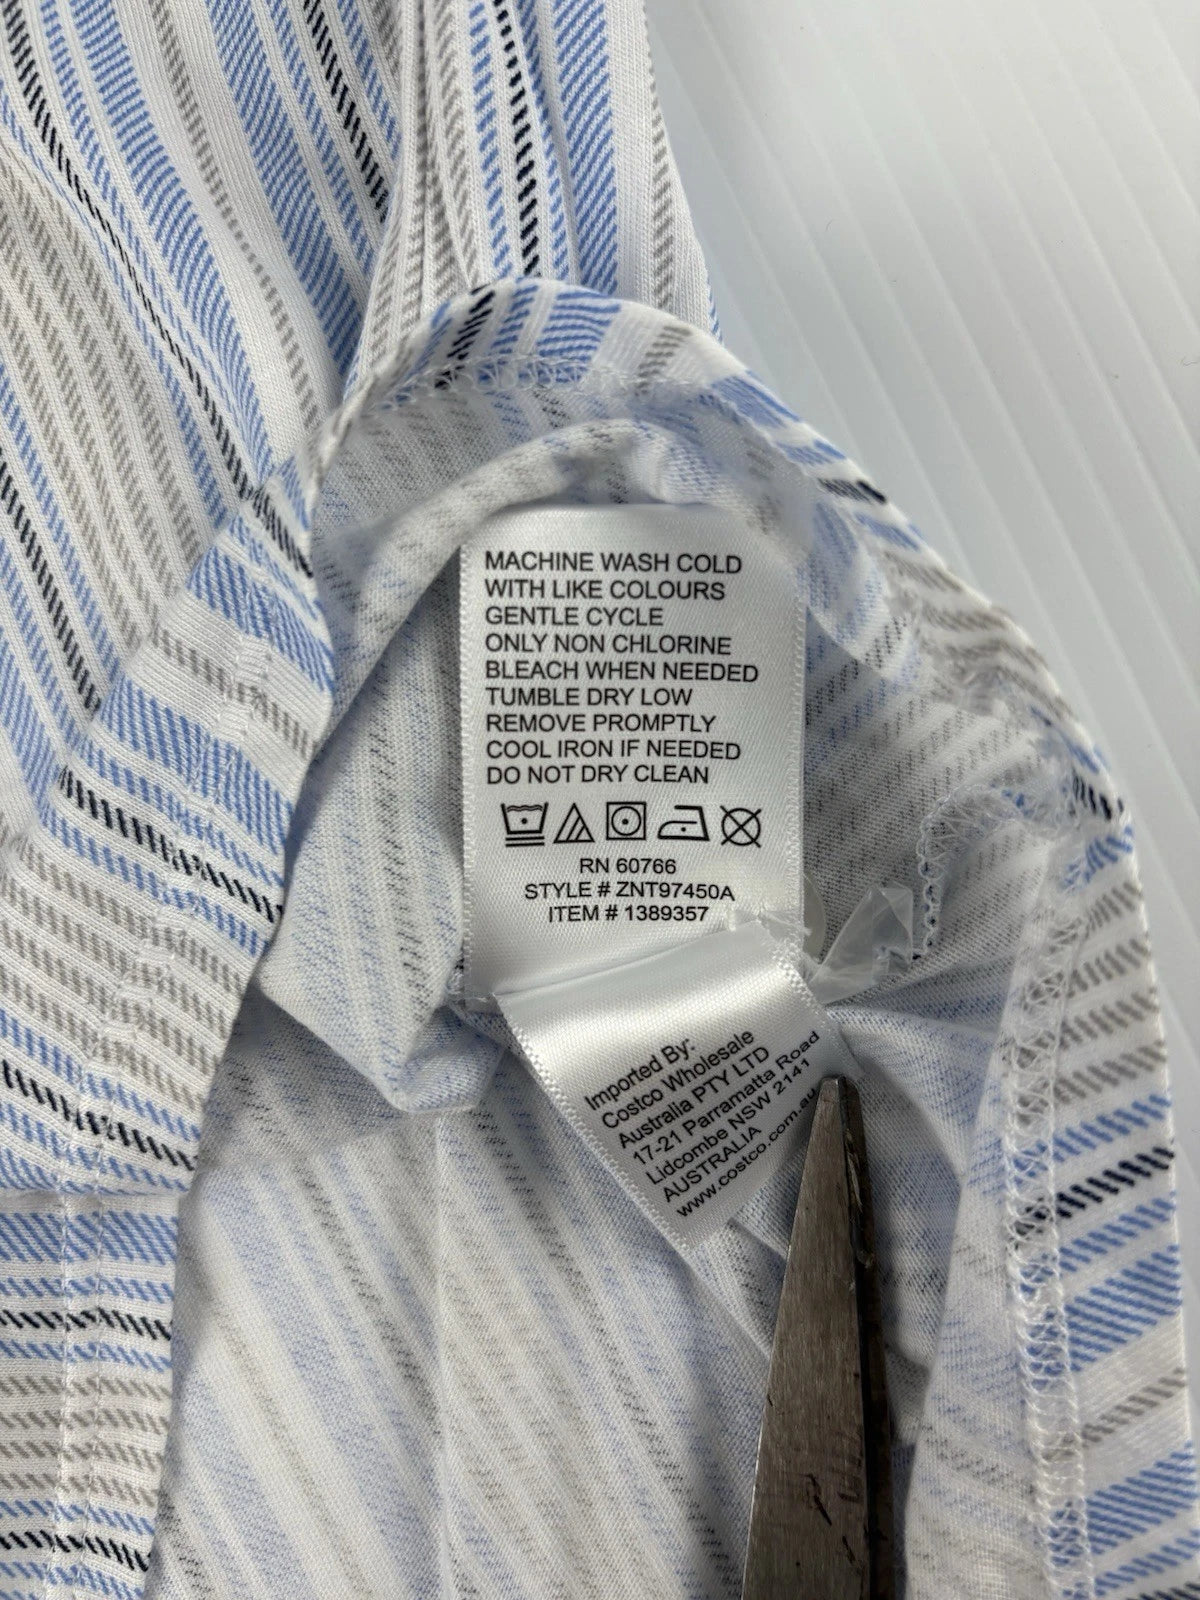 MACHINE WASH COLD
WITH LIKE COLOURS
GENTLE CYCLE
ONLY NON CHLORINE
BLEACH WHEN NEEDED
TUMBLE DRY LOW
REMOVE PROMPTLY
COOL IRON IF NEEDED
DO NOT DRY CLEAN
RN 60766
STYLE # ZNT97450A
ITEM # 1389357
Imported By:
Costco Wholesale
Australia PTY LTD
17-21 Parramatta Road
Lidcombe NSW 2141
AUSTRALIA
www.costco.com.au